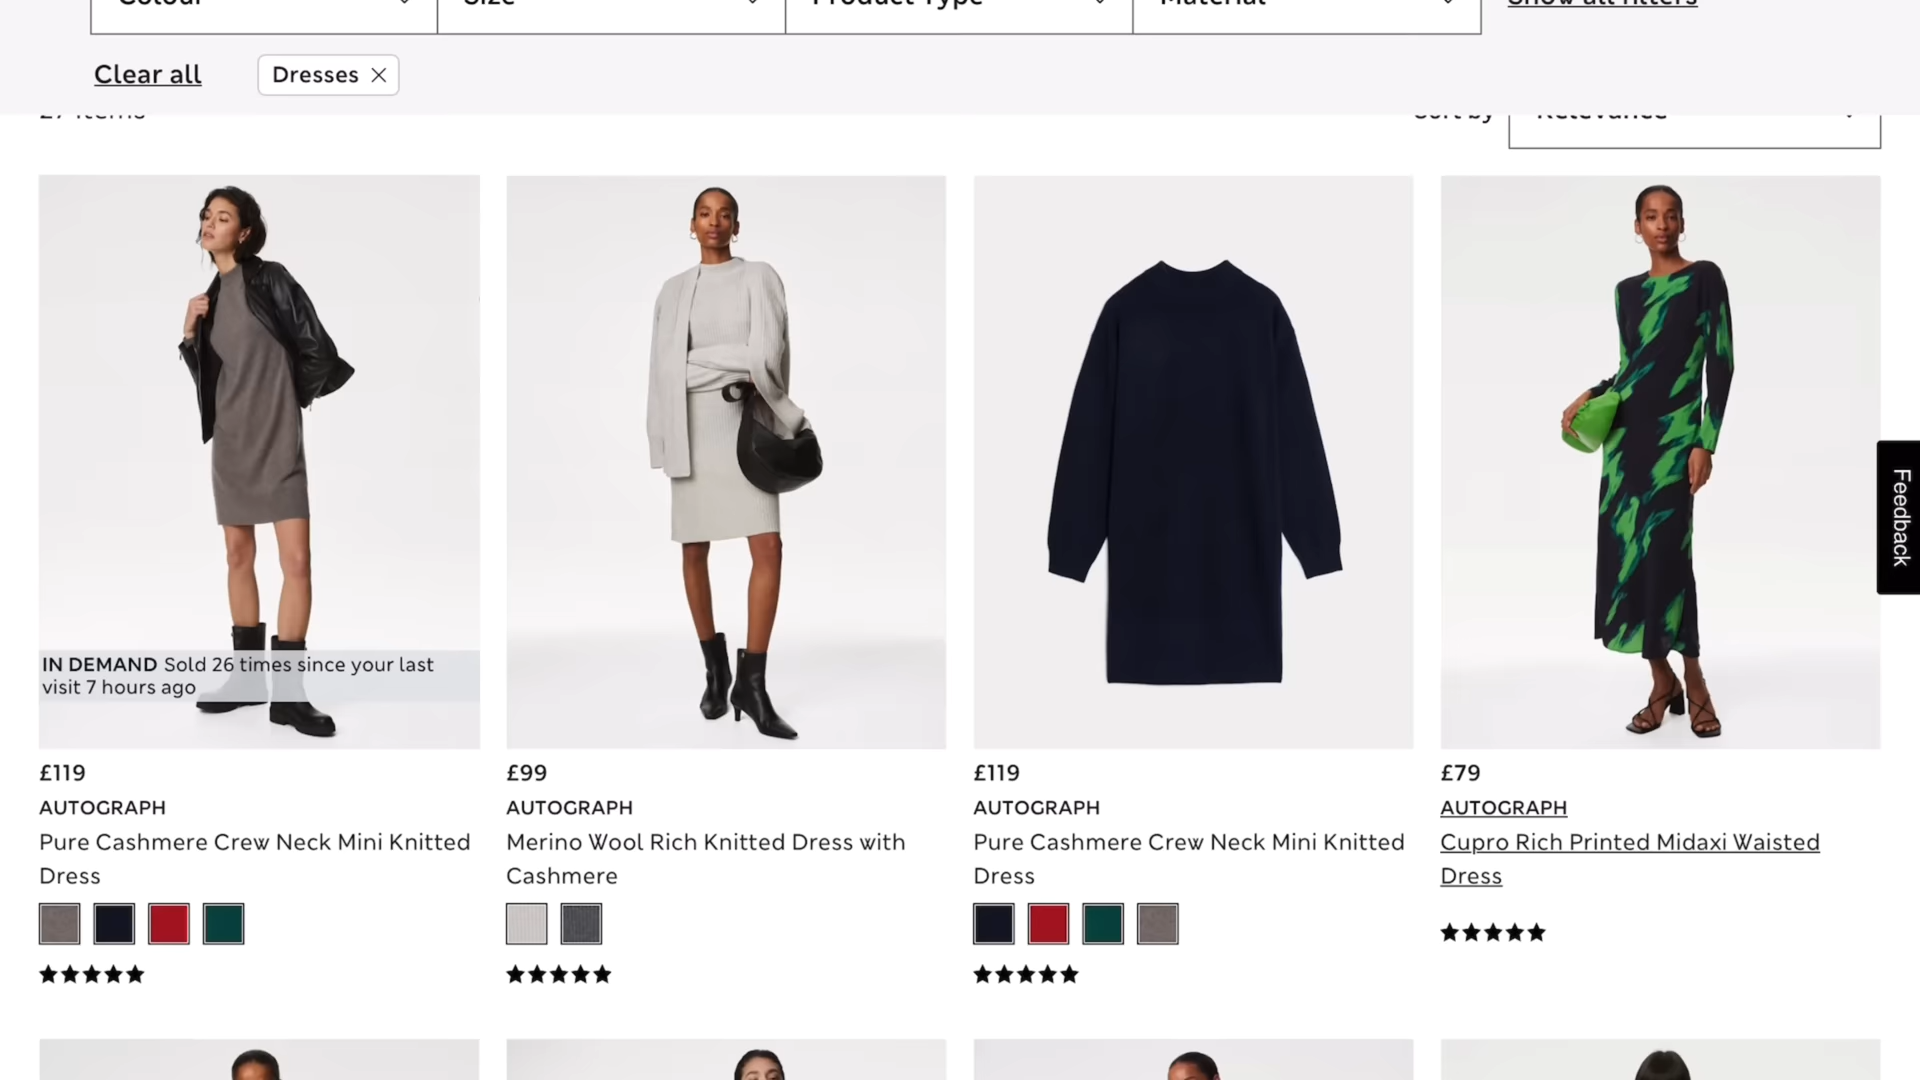 Colour
Size
Product Type
Material
Show all filters
Clear all
Dresses
27 items
Sort by
Relevance
IN DEMAND Sold 26 times since your last
visit 7 hours ago
Feedback
£119
AUTOGRAPH
Pure Cashmere Crew Neck Mini Knitted
Dress
£99
AUTOGRAPH
Merino Wool Rich Knitted Dress with
Cashmere
£119
AUTOGRAPH
Pure Cashmere Crew Neck Mini Knitted
Dress
£79
AUTOGRAPH
Cupro Rich Printed Midaxi Waisted
Dress